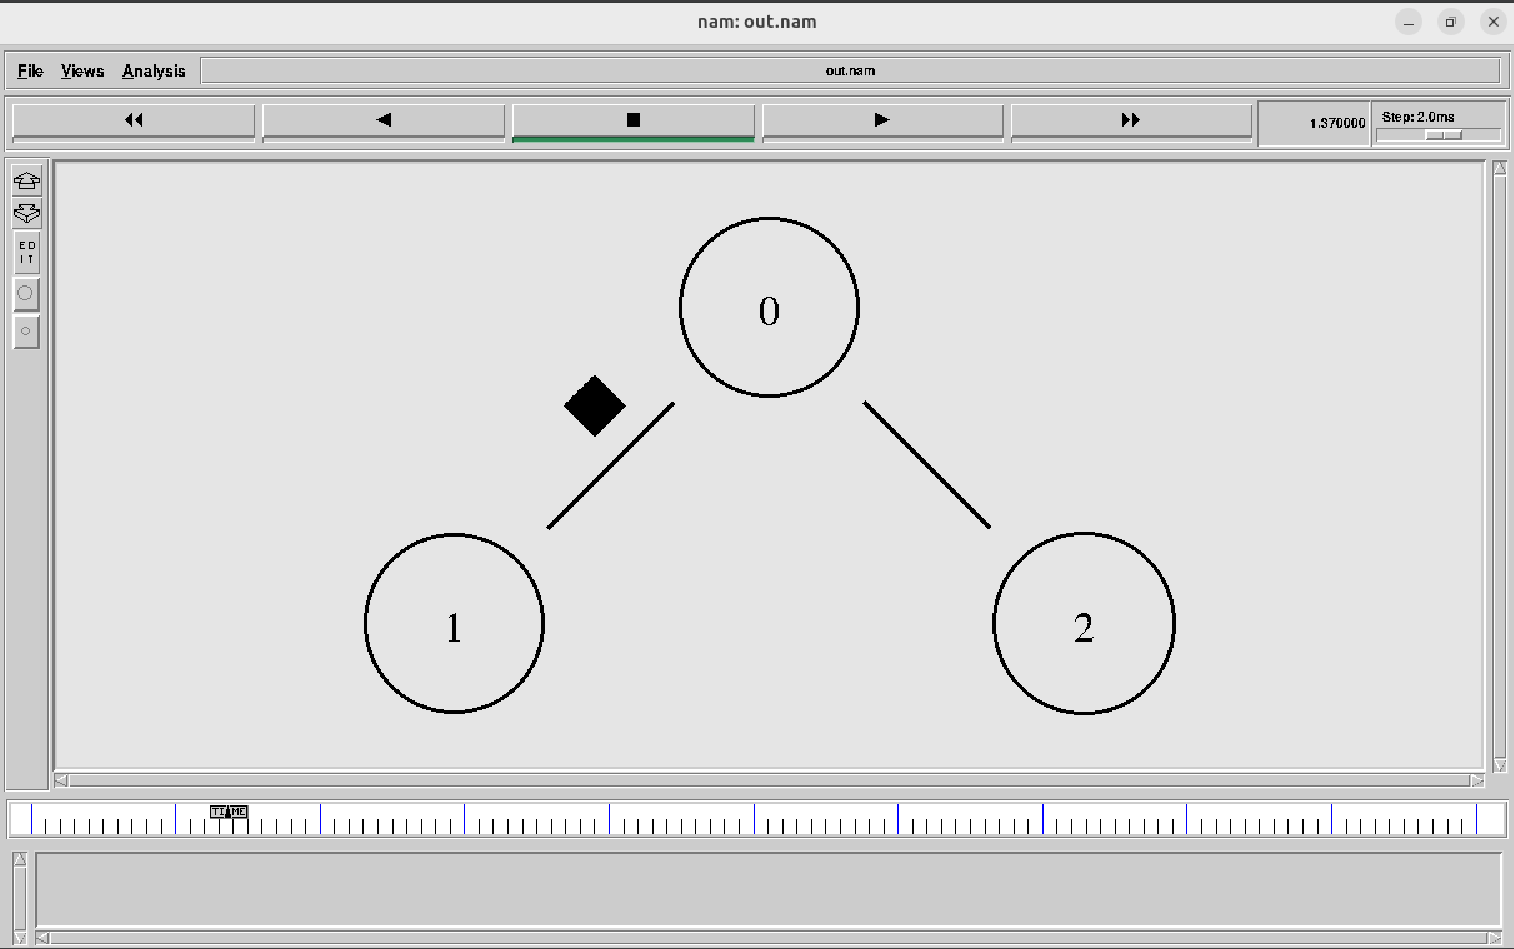 nam: out.nam
File Views Analysis out.nam
1.370000 Step: 2.0ms
E D
I T
0
1
2
TIME